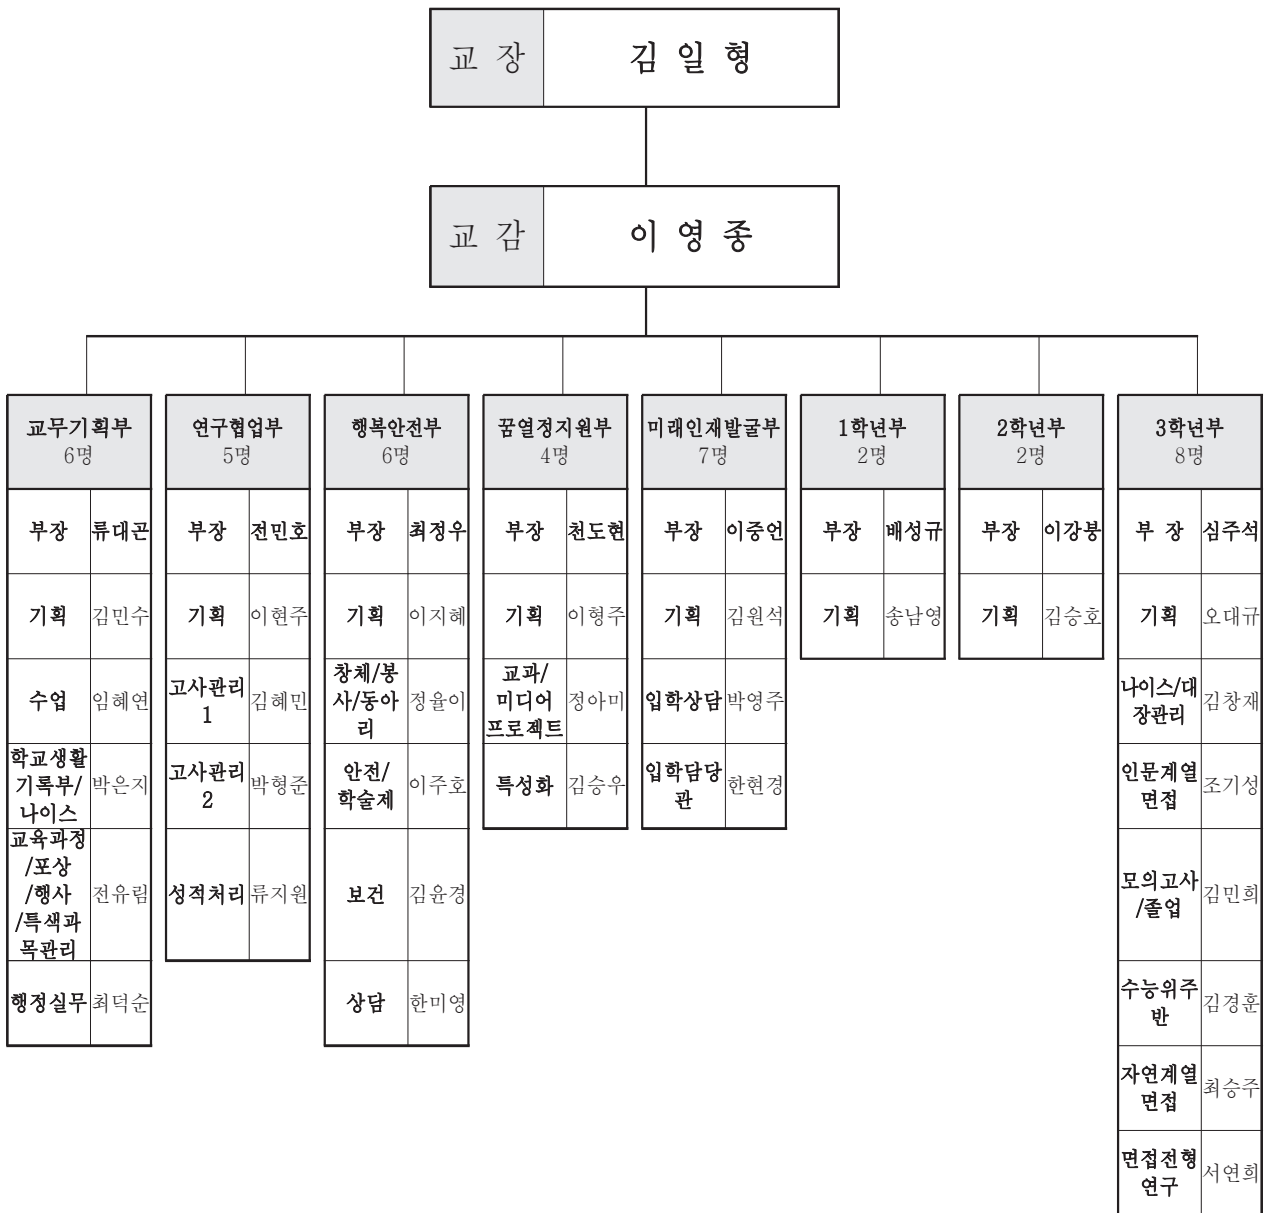 교 장 김 일 형
교 감 이 영 종
교무기획부
6명
부장 류대곤
기획 김민수
수업 임혜연
학교생활
기록부/
나이스
박은지
교육과정
/포상
/행사
/특색과
목관리
전유림
행정실무 최덕순
연구협업부
5명
부장 전민호
기획 이현주
고사관리
1
김혜민
고사관리
2
박형준
성적처리 류지원
행복안전부
6명
부장 최정우
기획 이지혜
창체/봉
사/동아
리
정율이
안전/
학술제
이주호
보건 김윤경
상담 한미영
꿈열정지원부
4명
부장 천도현
기획 이형주
교과/
미디어
프로젝트
정아미
특성화 김승우
미래인재발굴부
7명
부장 이중언
기획 김원석
입학상담 박영주
입학담당
관
한현경
1학년부
2명
부장 배성규
기획 송남영
2학년부
2명
부장 이강봉
기획 김승호
3학년부
8명
부 장 심주석
기획 오대규
나이스/대
장관리
김창재
인문계열
면접
조기성
모의고사
/졸업
김민희
수능위주
반
김경훈
자연계열
면접
최승주
면접전형
연구
서연희